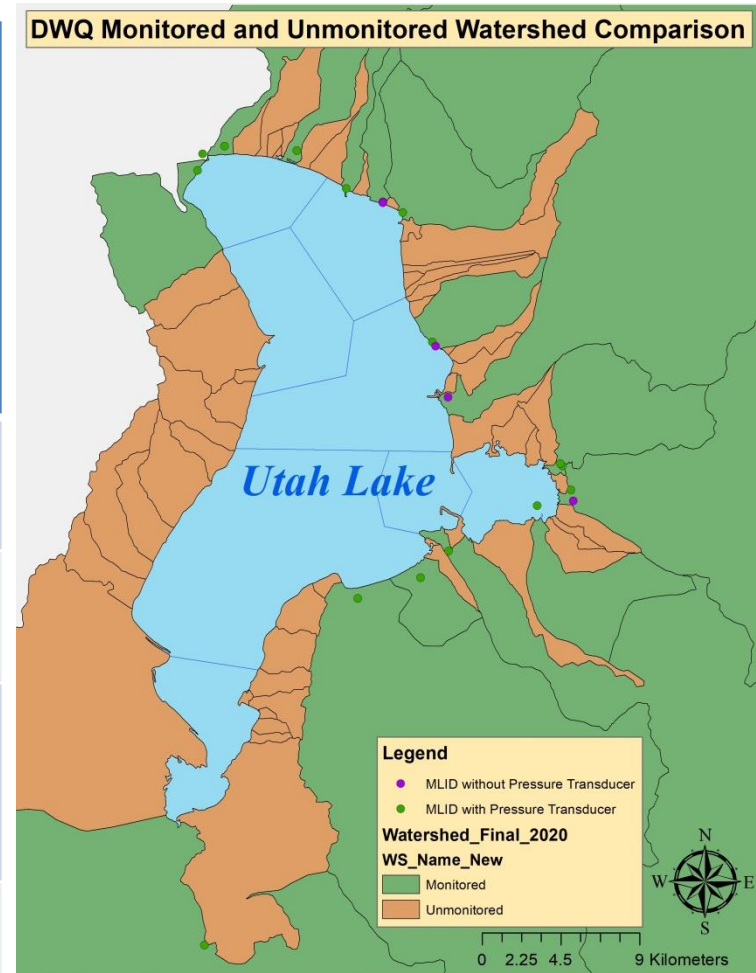 DWQ Monitored and Unmonitored Watershed Comparison
Utah Lake
Legend
MLID without Pressure Transducer
MLID with Pressure Transducer
Watershed_Final_2020
WS_Name_New
Monitored
Unmonitored
N
W E
S
0 2.25 4.5 9 Kilometers